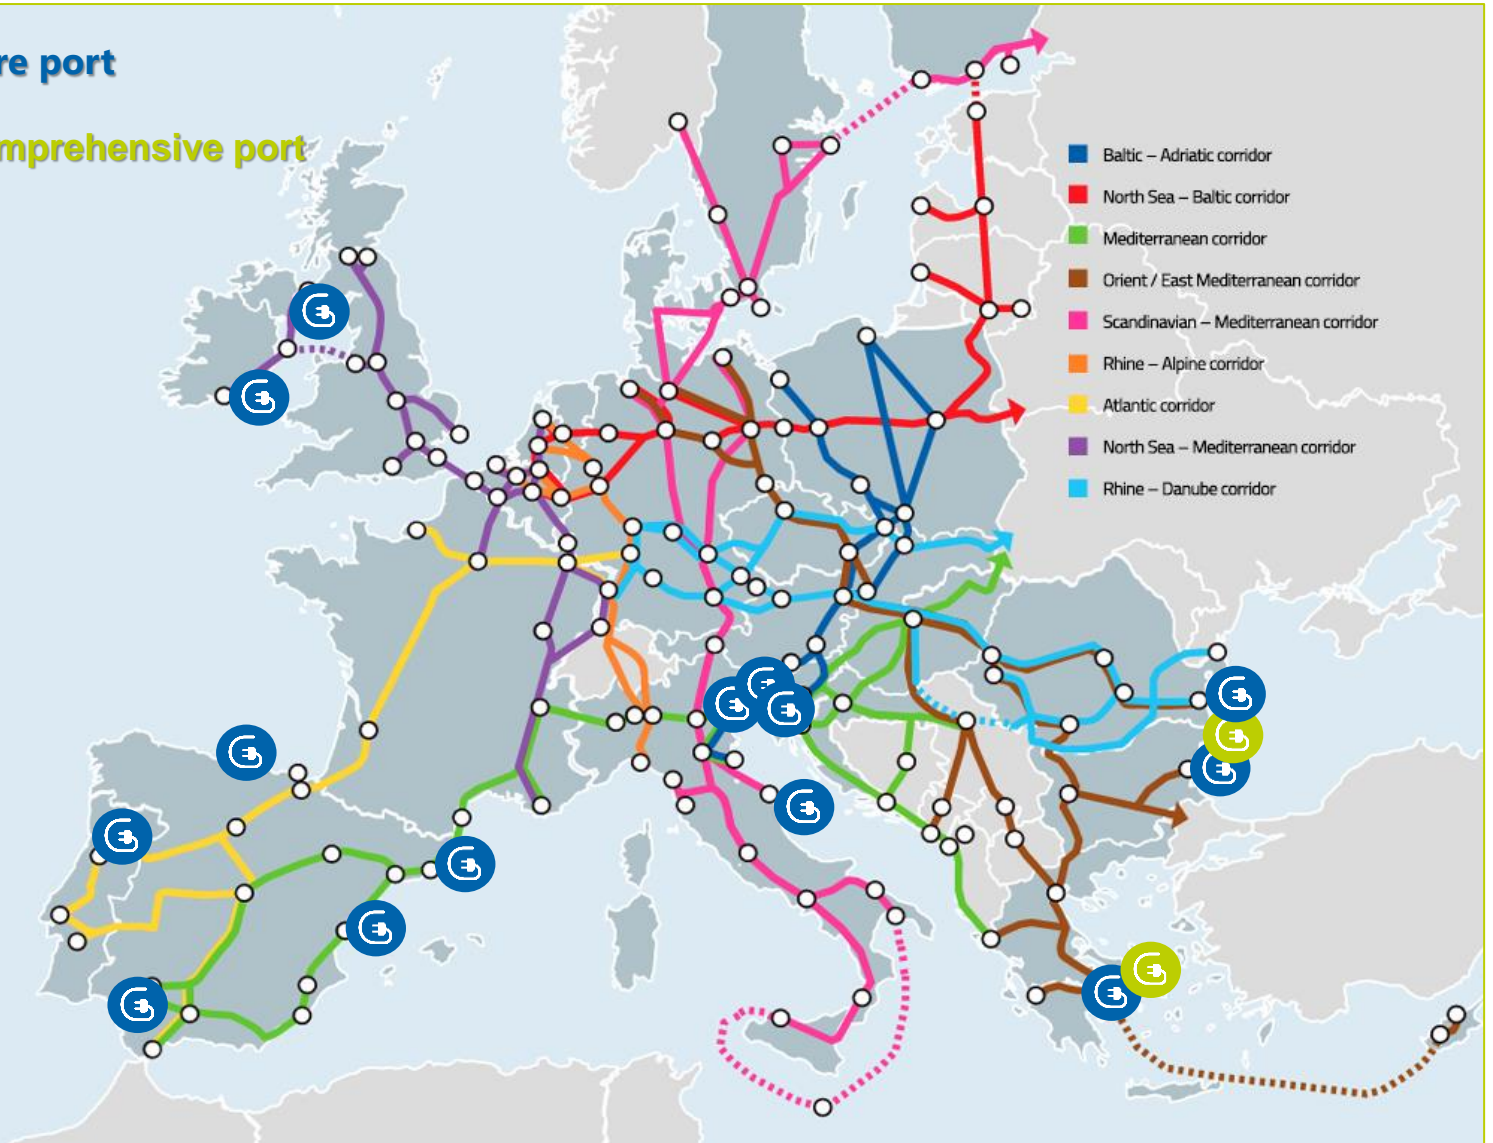 re port
mprehensive port
Baltic – Adriatic corridor
North Sea – Baltic corridor
Mediterranean corridor
Orient / East Mediterranean corridor
Scandinavian – Mediterranean corridor
Rhine – Alpine corridor
Atlantic corridor
North Sea – Mediterranean corridor
Rhine – Danube corridor